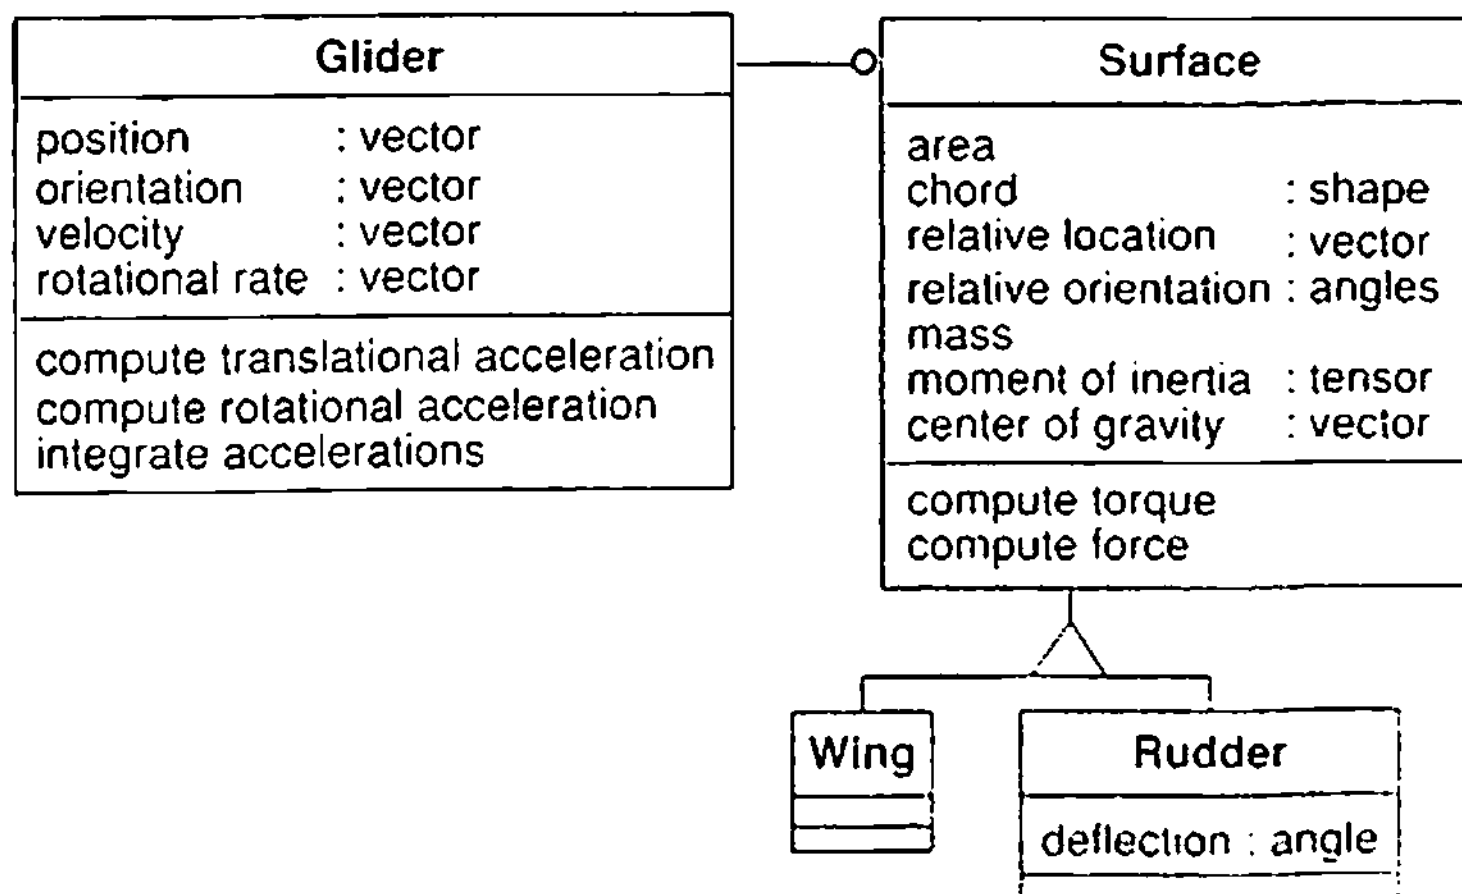 Glider
position : vector
orientation : vector
velocity : vector
rotational rate : vector
compute translational acceleration
compute rotational acceleration
integrate accelerations
Surface
area
chord : shape
relative location : vector
relative orientation : angles
mass
moment of inertia : tensor
center of gravity : vector
compute torque
compute force
Wing
Rudder
deflection : angle